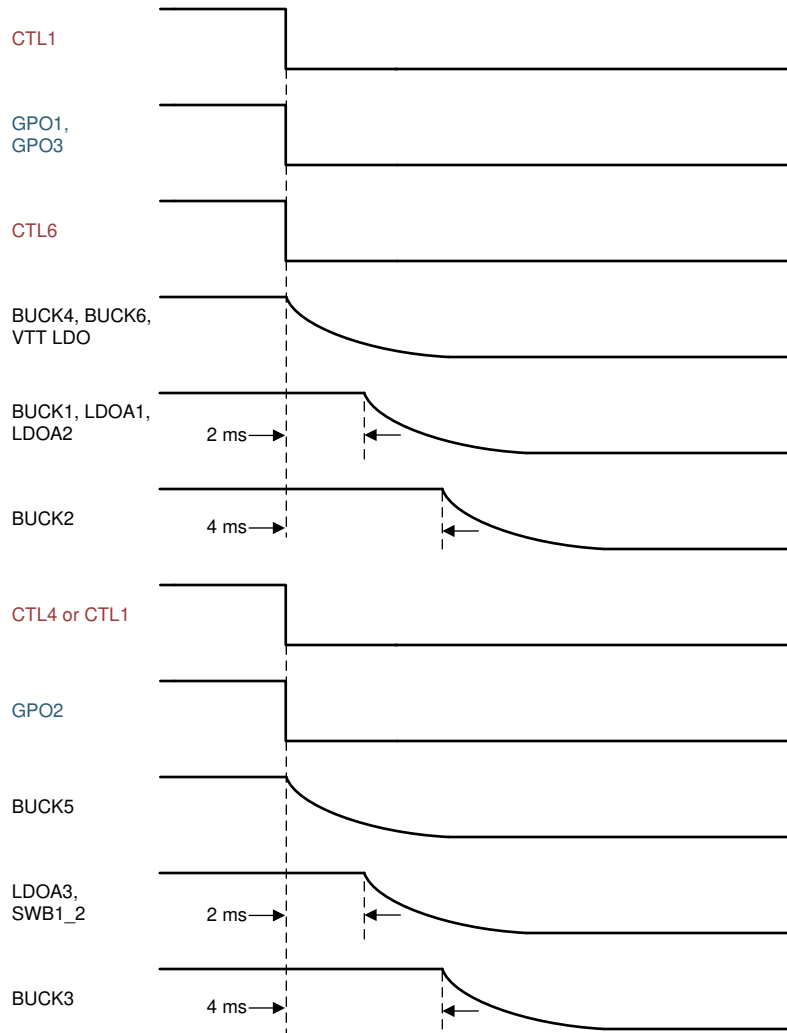 CTL1
GPO1,
GPO3
CTL6
BUCK4, BUCK6,
VTT LDO
BUCK1, LDOA1,
LDOA2
2 ms
BUCK2
4 ms
CTL4 or CTL1
GPO2
BUCK5
LDOA3,
SWB1_2
2 ms
BUCK3
4 ms